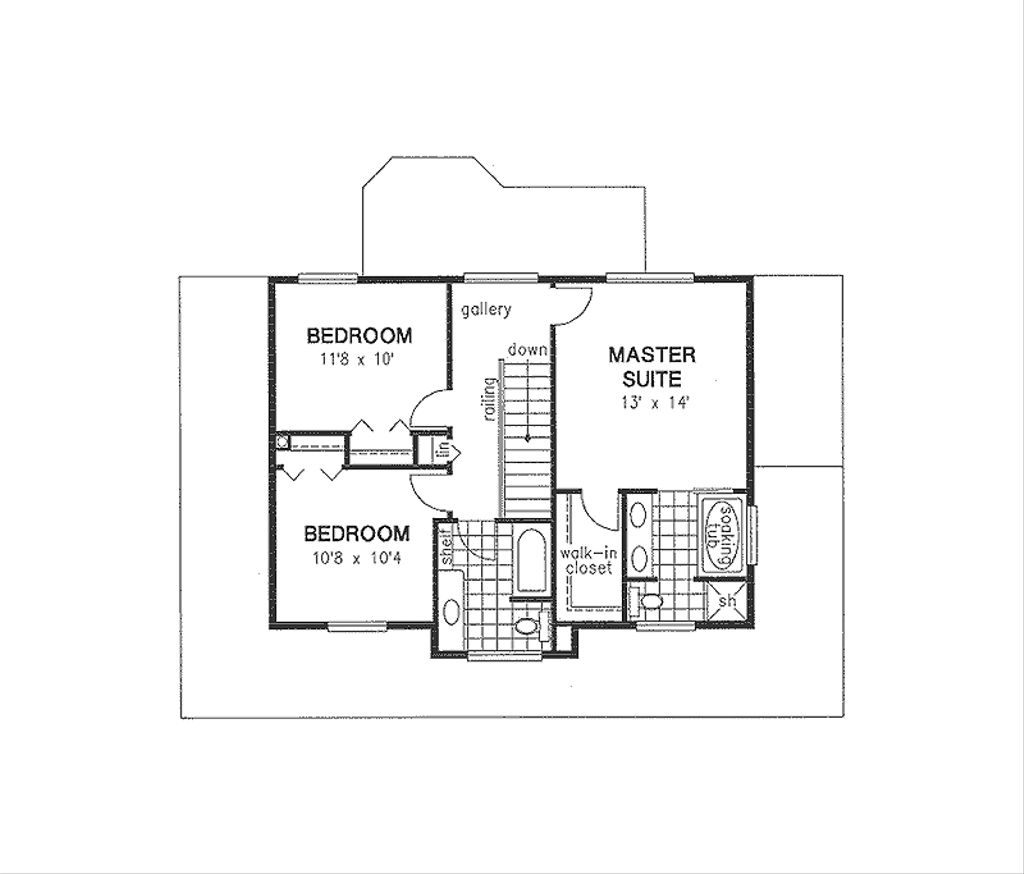 gallery
BEDROOM
11'8 x 10'
down
MASTER
SUITE
13' x 14'
railing
lin
BEDROOM
10'8 x 10'4
shelf
walk-in
closet
soaking
tub
sh